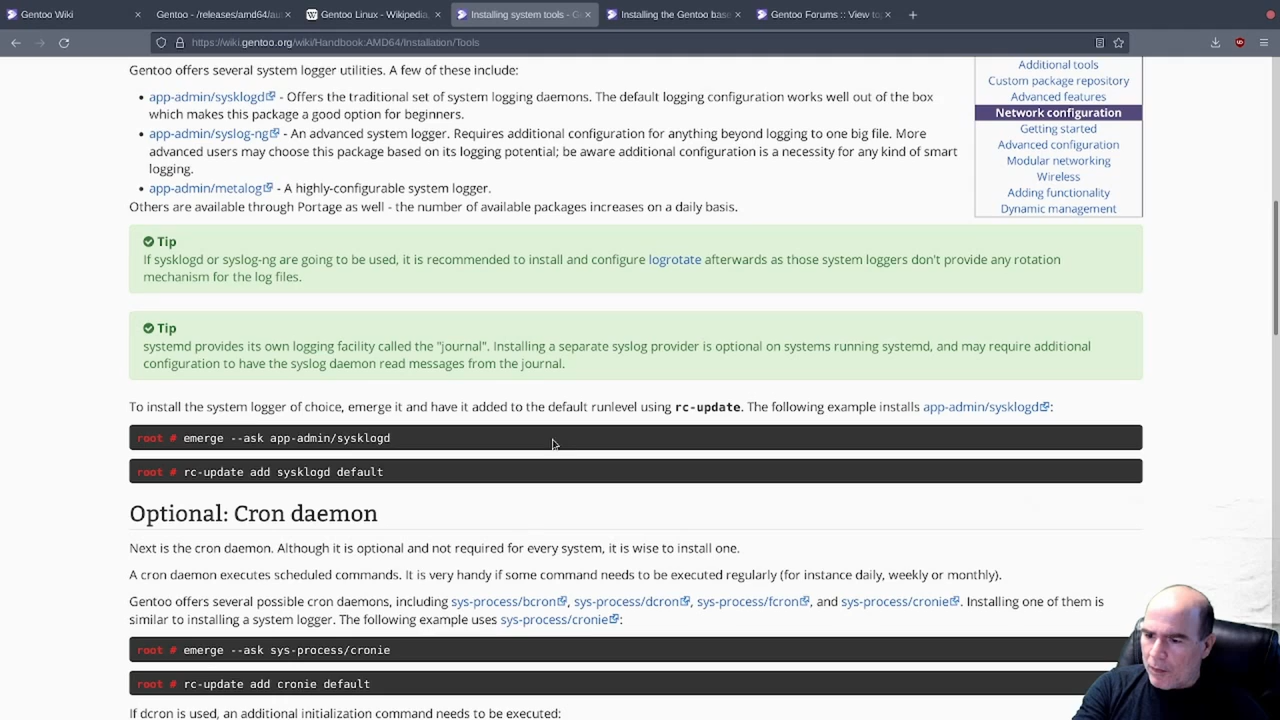 Gentoo Wiki
Gentoo - /releases/amd64/au
Gentoo Linux - Wikipedia,
Installing system tools - G
Installing the Gentoo base
Gentoo Forums :: View to
https://wiki.gentoo.org/wiki/Handbook:AMD64/Installation/Tools
Gentoo offers several system logger utilities. A few of these include:
• app-admin/sysklogd - Offers the traditional set of system logging daemons. The default logging configuration works well out of the box
which makes this package a good option for beginners.
• app-admin/syslog-ng - An advanced system logger. Requires additional configuration for anything beyond logging to one big file. More
advanced users may choose this package based on its logging potential; be aware additional configuration is a necessity for any kind of smart
logging.
• app-admin/metalog - A highly-configurable system logger.
Others are available through Portage as well - the number of available packages increases on a daily basis.
Additional tools
Custom package repository
Advanced features
Network configuration
Getting started
Advanced configuration
Modular networking
Wireless
Adding functionality
Dynamic management
Tip
If sysklogd or syslog-ng are going to be used, it is recommended to install and configure logrotate afterwards as those system loggers don't provide any rotation
mechanism for the log files.
Tip
systemd provides its own logging facility called the "journal". Installing a separate syslog provider is optional on systems running systemd, and may require additional
configuration to have the syslog daemon read messages from the journal.
To install the system logger of choice, emerge it and have it added to the default runlevel using rc-update. The following example installs app-admin/sysklogd:
root # emerge --ask app-admin/sysklogd
root # rc-update add sysklogd default
Optional: Cron daemon
Next is the cron daemon. Although it is optional and not required for every system, it is wise to install one.
A cron daemon executes scheduled commands. It is very handy if some command needs to be executed regularly (for instance daily, weekly or monthly).
Gentoo offers several possible cron daemons, including sys-process/bcron, sys-process/dcron, sys-process/fcron, and sys-process/cronie. Installing one of them is
similar to installing a system logger. The following example uses sys-process/cronie:
root # emerge --ask sys-process/cronie
root # rc-update add cronie default
If dcron is used, an additional initialization command needs to be executed: